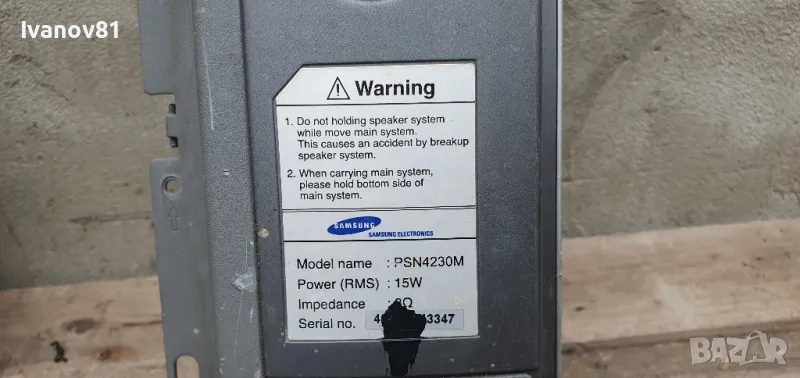 Ivanov81
Warning
1. Do not holding speaker system
while move main system.
This causes an accident by breakup
speaker system.
2. When carrying main system,
please hold bottom side of
main system.
SAMSUNG
SAMSUNG ELECTRONICS
Model name : PSN4230M
Power (RMS) : 15W
Impedance : Ω
Serial no. 3347
BAZAR